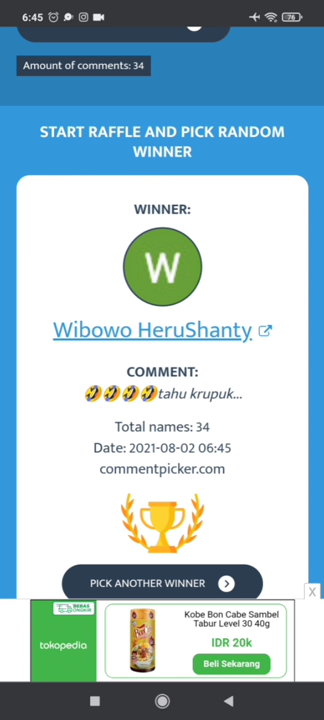 6:45
76
Amount of comments: 34
START RAFFLE AND PICK RANDOM
WINNER
WINNER:
W
Wibowo HeruShanty
COMMENT:
🤣🤣🤣🤣tahu krupuk...
Total names: 34
Date: 2021-08-02 06:45
commentpicker.com
PICK ANOTHER WINNER
X
BEBAS ONGKIR
tokopedia
Kobe Bon Cabe Sambel
Tabur Level 30 40g
IDR 20k
Beli Sekarang